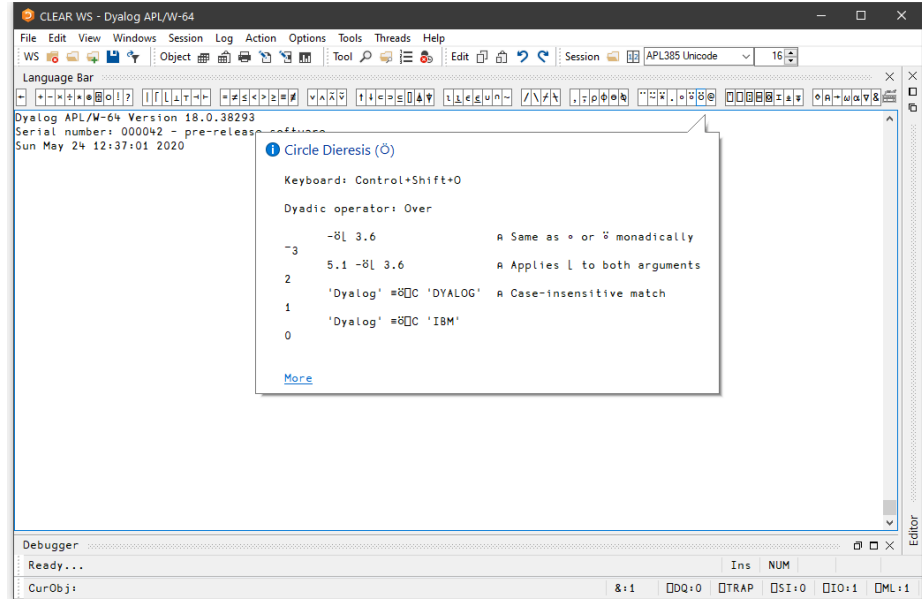 CLEAR WS - Dyalog APL/W-64
File Edit View Windows Session Log Action Options Tools Threads Help
WS Object Tool Edit Session APL385 Unicode 16
Language Bar
← + - × ÷ * ⍟ ⌹ ○ ! ? | ⌈ ⌊ ⊥ ⊤ ⊣ ⊢ = ≠ ≤ < > ≥ ≡ ≢ ∨ ∧ ⍲ ⍱ ↑ ↓ ⊂ ⊃ ⊆ ⌷ ⍋ ⍒ ⍳ ⍸ ∊ ⍷ ∪ ∩ ~ / \ ⌿ ⍀ , ⍪ ⍴ ⌽ ⊖ ⍉ ¨ ⍨ ⍣ . ∘ ⍤ ⍥ @ ⍞ ⎕ ⍠ ⌸ ⌺ ⌶ ⍎ ⍕ ⋄ ⍝ → ⍵ ⍺ ∇ &
Dyalog APL/W-64 Version 18.0.38293
Serial number: 000042 - pre-release software
Sun May 24 12:37:01 2020
Circle Dieresis (⍥)
Keyboard: Control+Shift+O
Dyadic operator: Over
-⍥⌊ 3.6 ⍝ Same as ∘ or ⍤ monadically
¯3
5.1 -⍥⌊ 3.6 ⍝ Applies ⌊ to both arguments
2
'Dyalog' ≡⍥⎕C 'DYALOG' ⍝ Case-insensitive match
1
'Dyalog' ≡⍥⎕C 'IBM'
0
More
Editor
Debugger
Ready...
Ins NUM
CurObj:
&:1 ⎕DQ:0 ⎕TRAP ⎕SI:0 ⎕IO:1 ⎕ML:1